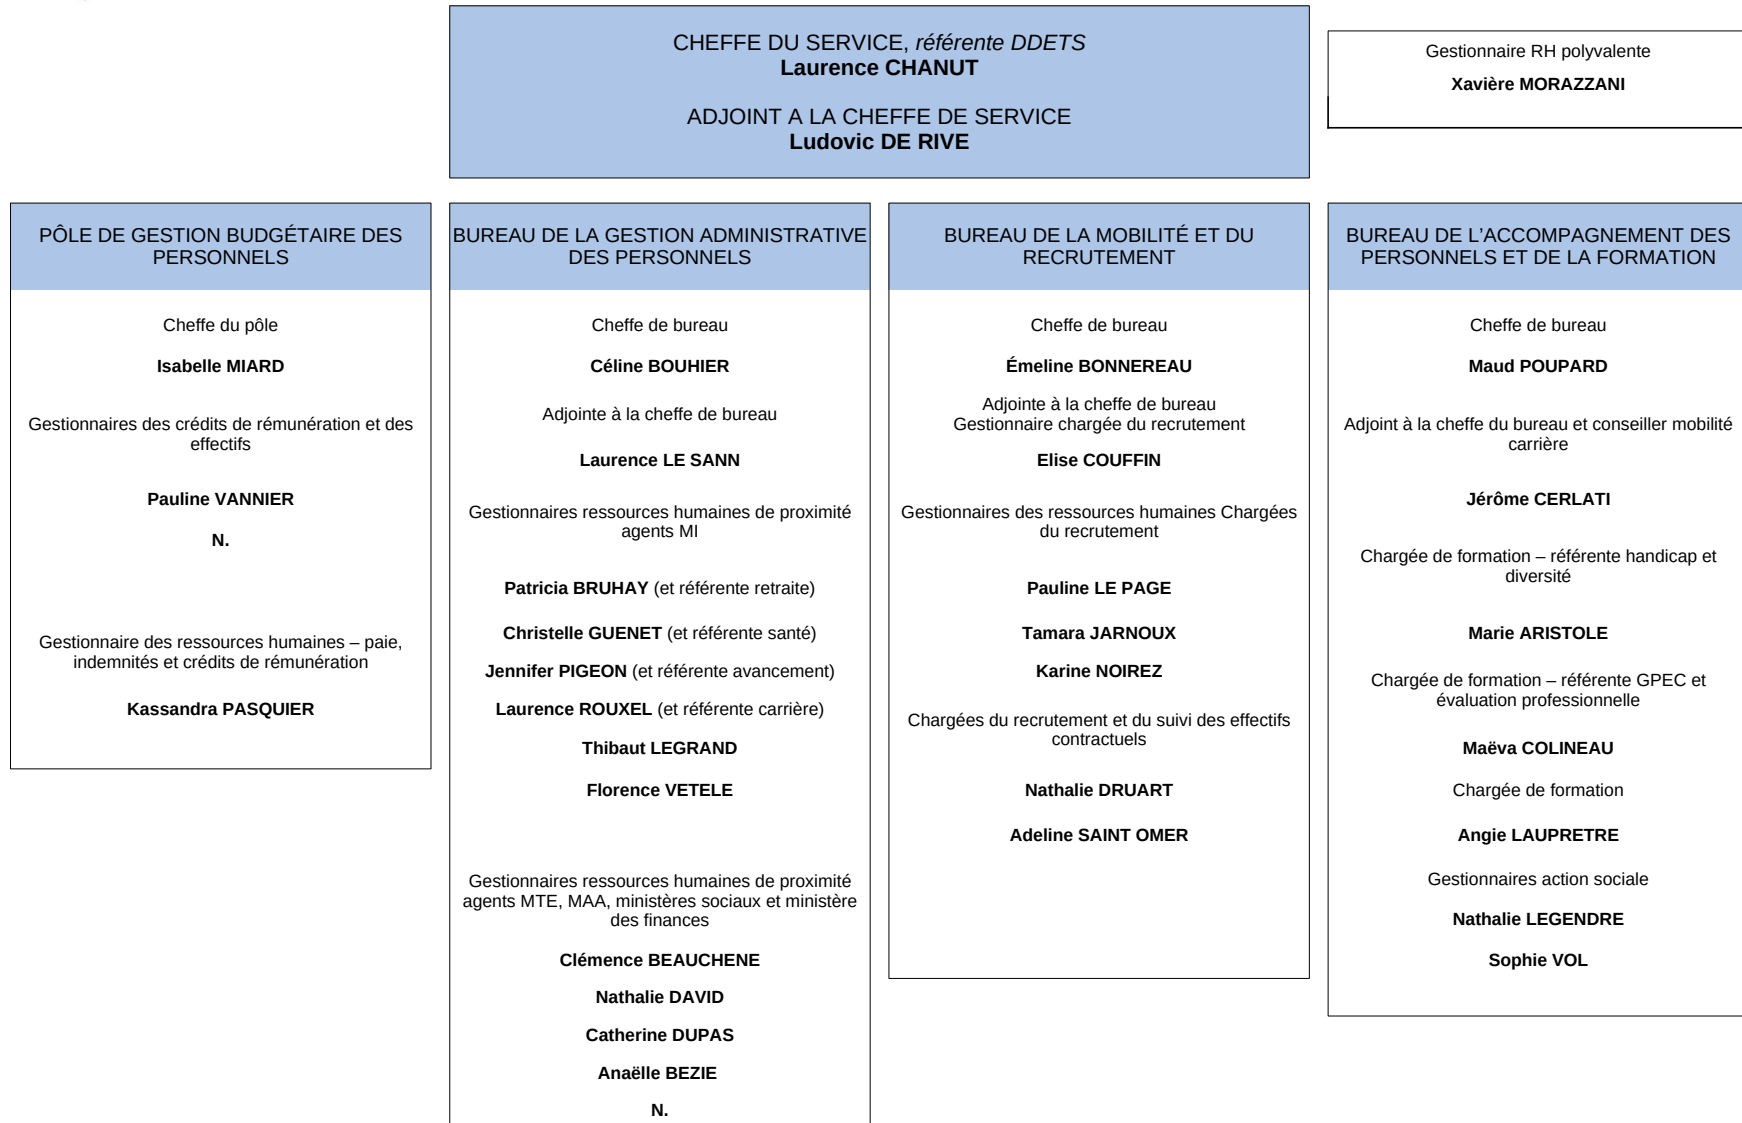 CHEFFE DU SERVICE, référente DDETS
Laurence CHANUT
ADJOINT A LA CHEFFE DE SERVICE
Ludovic DE RIVE
Gestionnaire RH polyvalente
Xavière MORAZZANI
PÔLE DE GESTION BUDGÉTAIRE DES
PERSONNELS
Cheffe du pôle
Isabelle MIARD
Gestionnaires des crédits de rémunération et des
effectifs
Pauline VANNIER
N.
Gestionnaire des ressources humaines – paie,
indemnités et crédits de rémunération
Kassandra PASQUIER
BUREAU DE LA GESTION ADMINISTRATIVE
DES PERSONNELS
Cheffe de bureau
Céline BOUHIER
Adjointe à la cheffe de bureau
Laurence LE SANN
Gestionnaires ressources humaines de proximité
agents MI
Patricia BRUHAY (et référente retraite)
Christelle GUENET (et référente santé)
Jennifer PIGEON (et référente avancement)
Laurence ROUXEL (et référente carrière)
Thibaut LEGRAND
Florence VETELE
Gestionnaires ressources humaines de proximité
agents MTE, MAA, ministères sociaux et ministère
des finances
Clémence BEAUCHENE
Nathalie DAVID
Catherine DUPAS
Anaëlle BEZIE
N.
BUREAU DE LA MOBILITÉ ET DU
RECRUTEMENT
Cheffe de bureau
Émeline BONNEREAU
Adjointe à la cheffe de bureau
Gestionnaire chargée du recrutement
Elise COUFFIN
Gestionnaires des ressources humaines Chargées
du recrutement
Pauline LE PAGE
Tamara JARNOUX
Karine NOIREZ
Chargées du recrutement et du suivi des effectifs
contractuels
Nathalie DRUART
Adeline SAINT OMER
BUREAU DE L’ACCOMPAGNEMENT DES
PERSONNELS ET DE LA FORMATION
Cheffe de bureau
Maud POUPARD
Adjoint à la cheffe du bureau et conseiller mobilité
carrière
Jérôme CERLATI
Chargée de formation – référente handicap et
diversité
Marie ARISTOLE
Chargée de formation – référente GPEC et
évaluation professionnelle
Maëva COLINEAU
Chargée de formation
Angie LAUPRETRE
Gestionnaires action sociale
Nathalie LEGENDRE
Sophie VOL